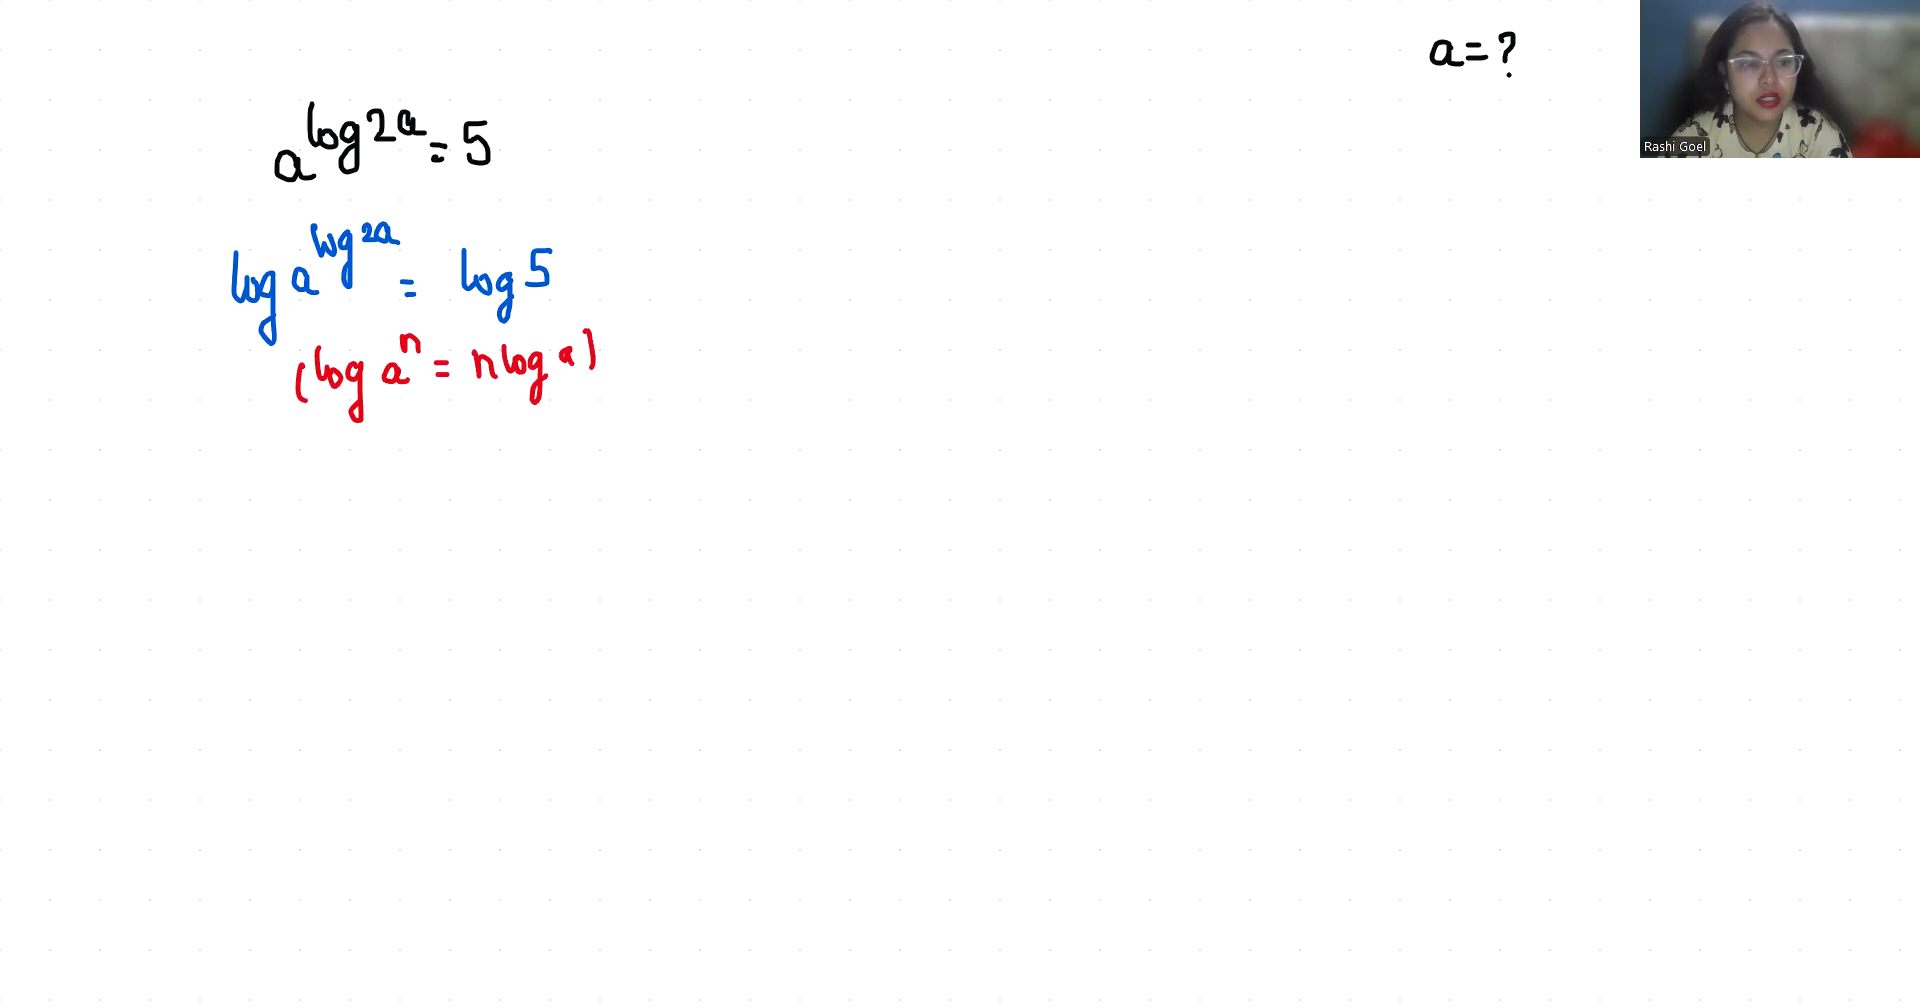 a = ?
Rashi Goel
a^log 2a = 5
log a^log 2a = log 5
(log a^n = n log a)